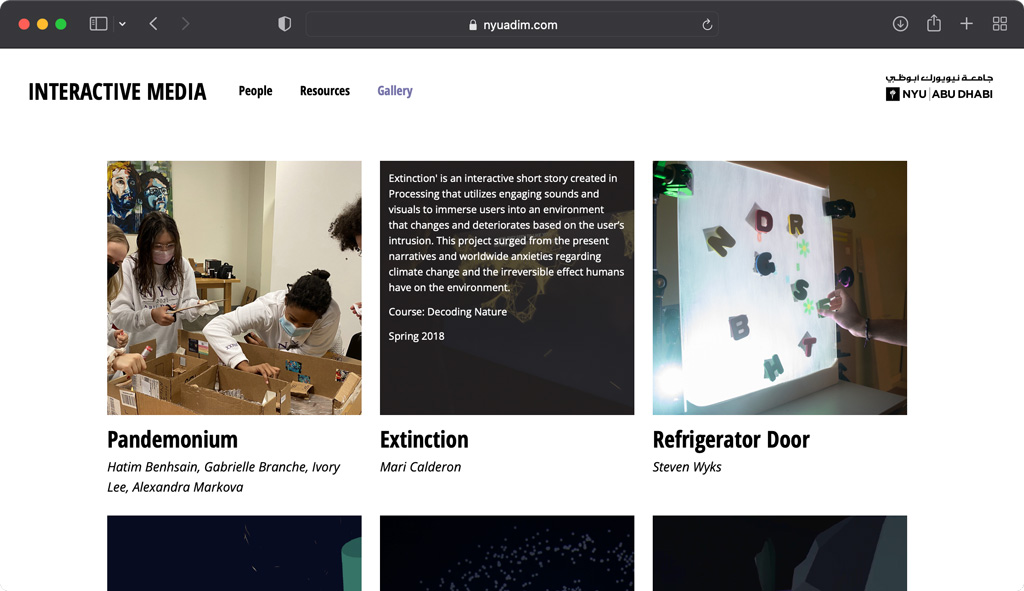 nyuadim.com
INTERACTIVE MEDIA
People
Resources
Gallery
جامعـة نيويورك أبوظبي
NYU ABU DHABI
Extinction' is an interactive short story created in
Processing that utilizes engaging sounds and
visuals to immerse users into an environment
that changes and deteriorates based on the user's
intrusion. This project surged from the present
narratives and worldwide anxieties regarding
climate change and the irreversible effect humans
have on the environment.
Course: Decoding Nature
Spring 2018
N D R
G
S
B
T
M
Pandemonium
Hatim Benhsain, Gabrielle Branche, Ivory
Lee, Alexandra Markova
Extinction
Mari Calderon
Refrigerator Door
Steven Wyks